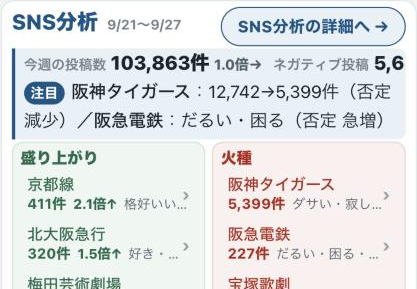 SNS分析 9/21～9/27 SNS分析の詳細へ →
今週の投稿数 103,863件 1.0倍→ ネガティブ投稿 5,6
注目 阪神タイガース：12,742→5,399件（否定
減少）／阪急電鉄：だるい・困る（否定 急増）
盛り上がり
京都線
411件 2.1倍↑ 格好いい...
北大阪急行
320件 1.5倍↑ 好き・...
梅田芸術劇場
火種
阪神タイガース
5,399件 ダサい・寂し...
阪急電鉄
227件 だるい・困る・...
宝塚歌劇